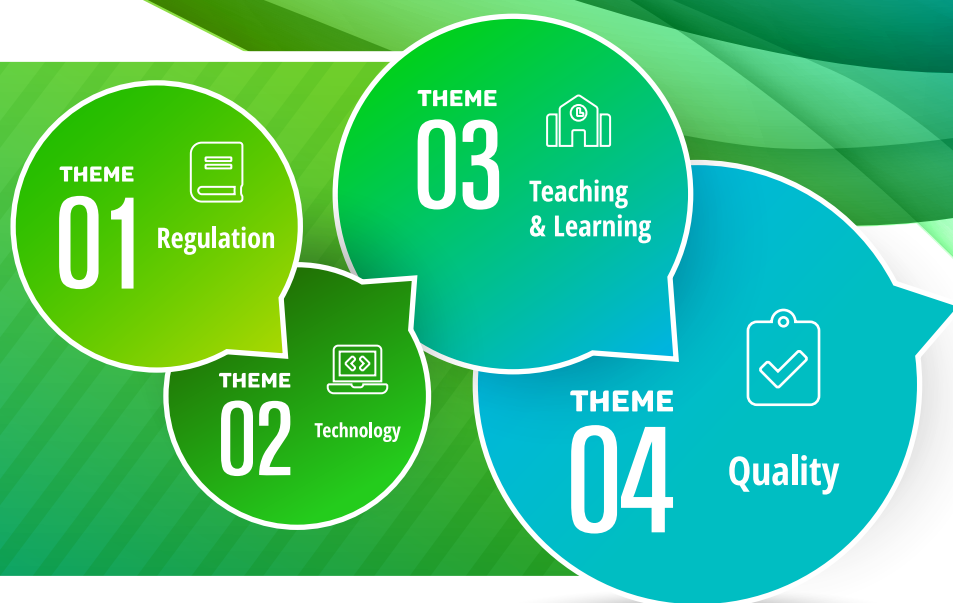 THEME
01
Regulation
THEME
02
Technology
THEME
03
Teaching
& Learning
THEME
04
Quality